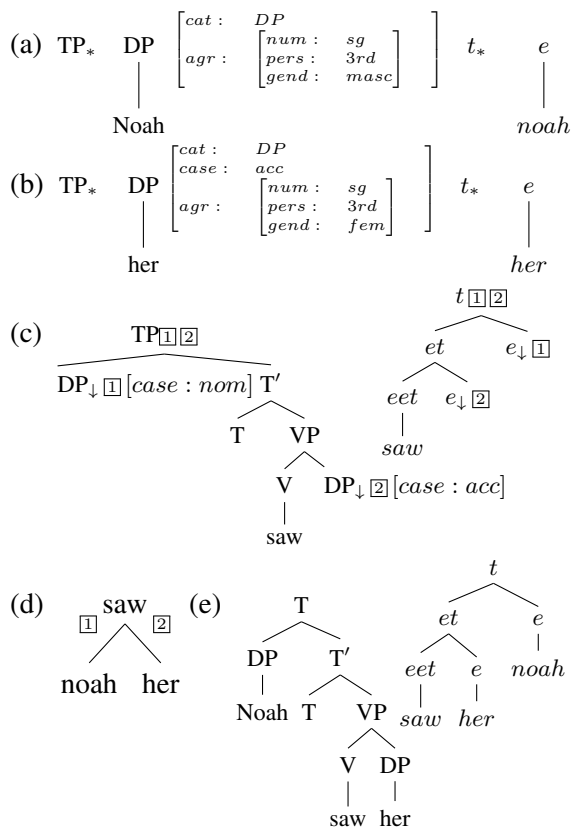 (a) TP* DP [cat : DP agr : [num : sg pers : 3rd gend : masc]] t* e
Noah noah
(b) TP* DP [cat : DP case : acc agr : [num : sg pers : 3rd gend : fem]] t* e
her her
(c) TP 1 2 t 1 2
et e↓ 1
DP↓ 1 [case : nom] T′ eet e↓ 2
T VP saw
V DP↓ 2 [case : acc]
saw
(d) saw
1 2
noah her
(e) T t
DP T′ et e
Noah T VP eet e noah
V DP saw her
saw her